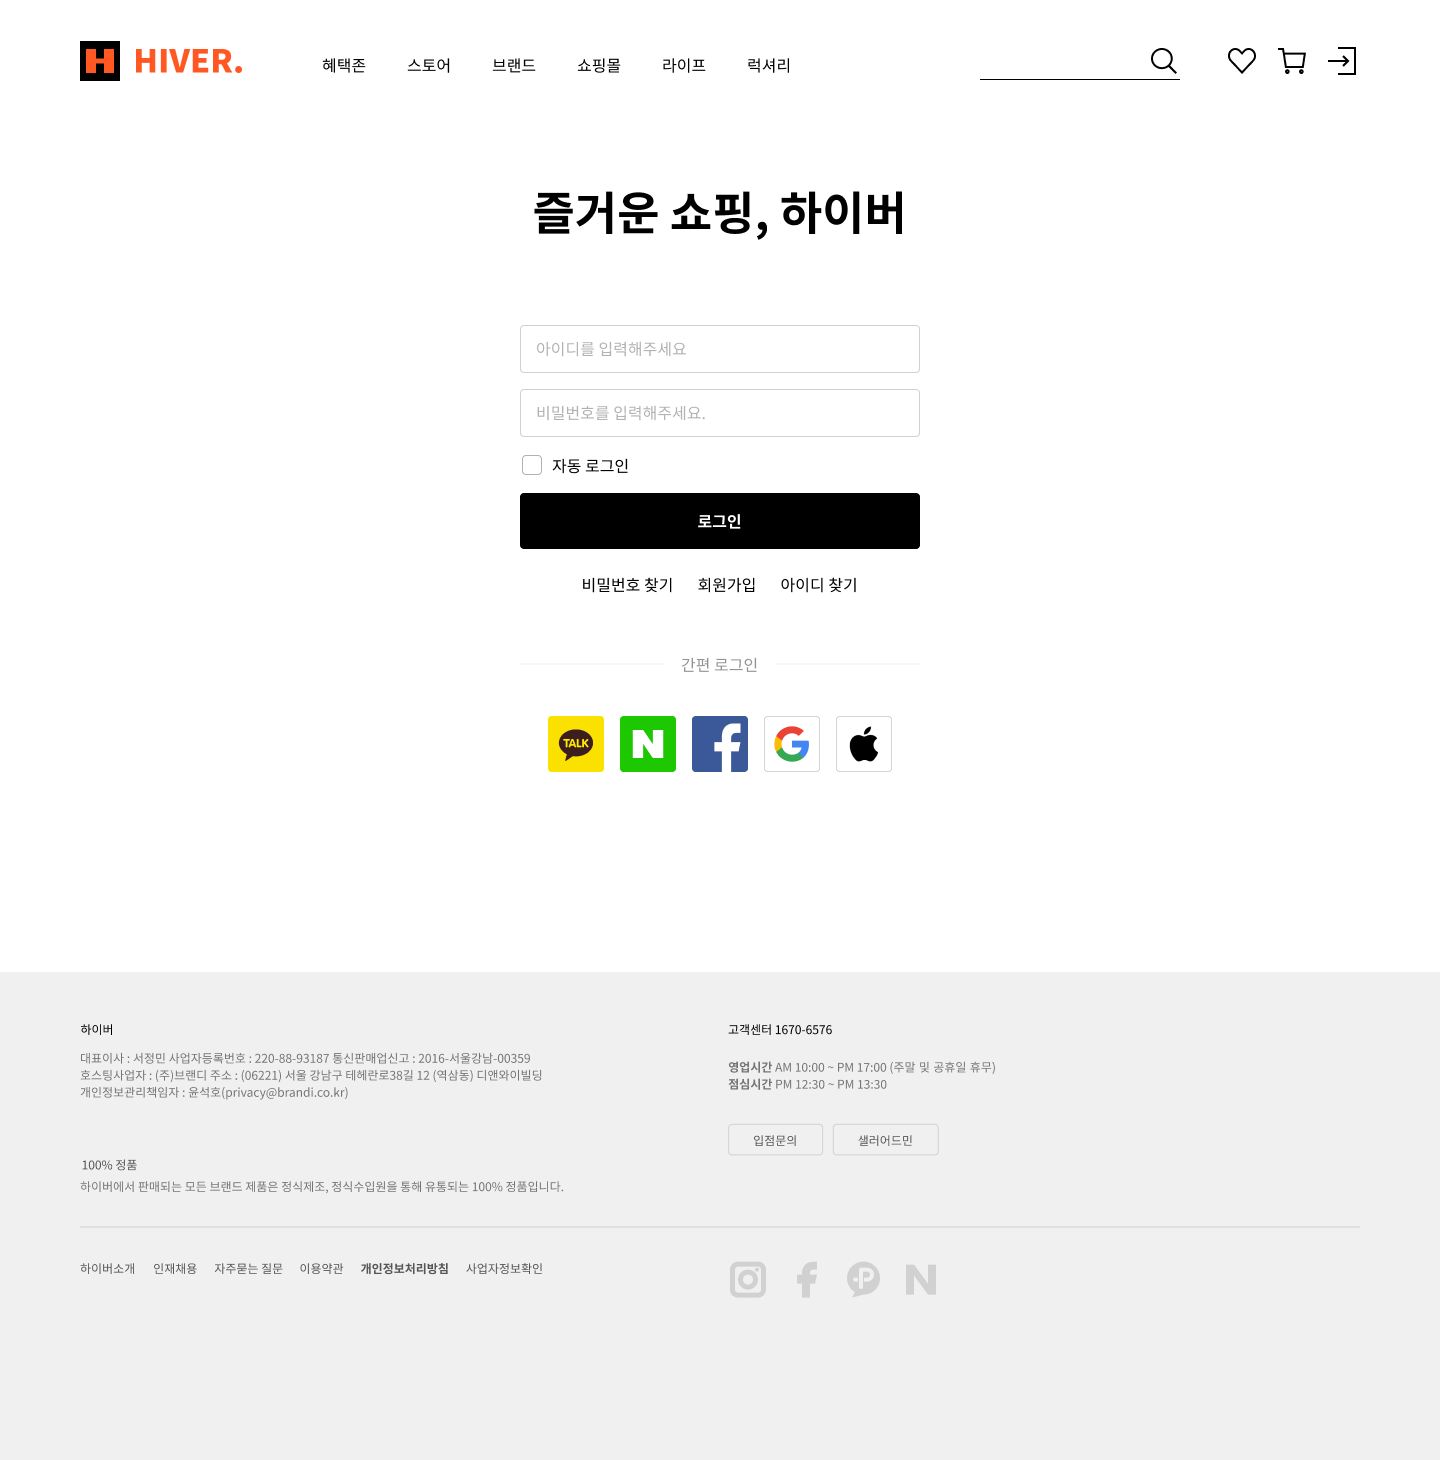 H HIVER.
혜택존 스토어 브랜드 쇼핑몰 라이프 럭셔리
즐거운 쇼핑, 하이버
아이디를 입력해주세요
비밀번호를 입력해주세요.
자동 로그인
로그인
비밀번호 찾기 회원가입 아이디 찾기
간편 로그인
TALK N f G
하이버
대표이사 : 서정민 사업자등록번호 : 220-88-93187 통신판매업신고 : 2016-서울강남-00359
호스팅사업자 : (주)브랜디 주소 : (06221) 서울 강남구 테헤란로38길 12 (역삼동) 디앤와이빌딩
개인정보관리책임자 : 윤석호(privacy@brandi.co.kr)
100% 정품
하이버에서 판매되는 모든 브랜드 제품은 정식제조, 정식수입원을 통해 유통되는 100% 정품입니다.
고객센터 1670-6576
영업시간 AM 10:00 ~ PM 17:00 (주말 및 공휴일 휴무)
점심시간 PM 12:30 ~ PM 13:30
입점문의 샐러어드민
하이버소개 인재채용 자주묻는 질문 이용약관 개인정보처리방침 사업자정보확인
f P N